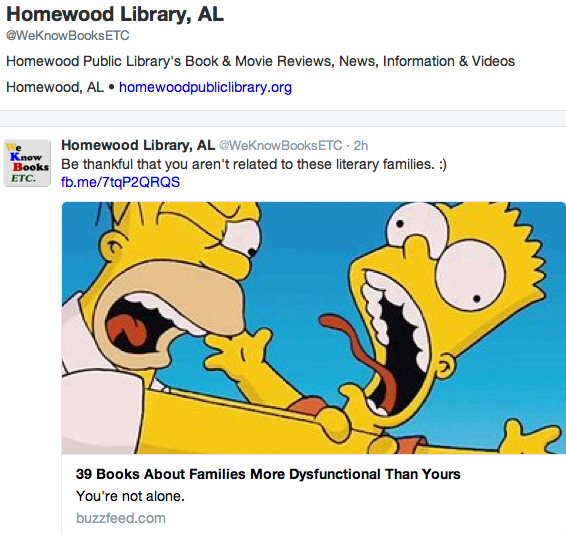 Homewood Library, AL
@WeKnowBooksETC
Homewood Public Library's Book & Movie Reviews, News, Information & Videos
Homewood, AL • homewoodpubliclibrary.org
We
Know
Books
ETC.
Homewood Library, AL @WeKnowBooksETC · 2h
Be thankful that you aren't related to these literary families. :)
fb.me/7tqP2QRQS
39 Books About Families More Dysfunctional Than Yours
You're not alone.
buzzfeed.com